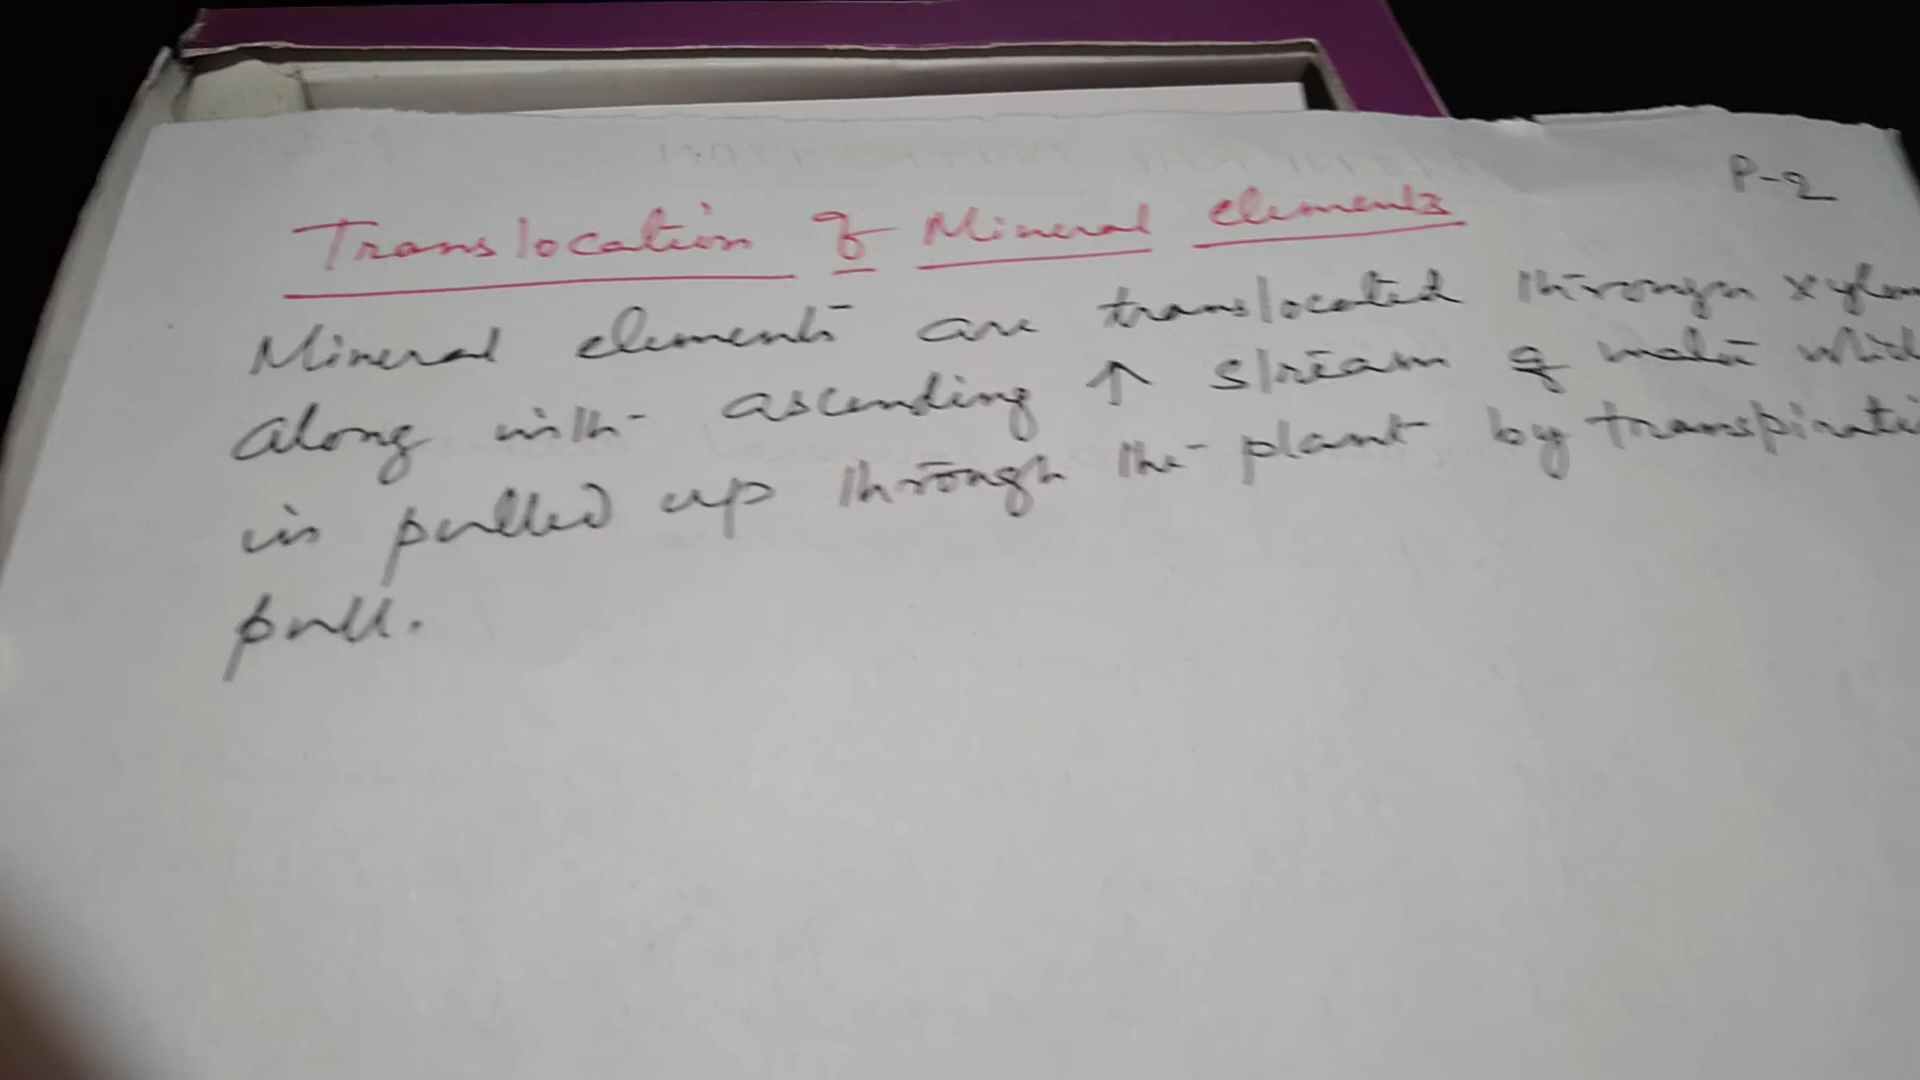 P-2
Translocation of Mineral elements
Mineral elements are translocated through xylem
along with ascending ↑ stream of water which
is pulled up through the plant by transpirati
pull.